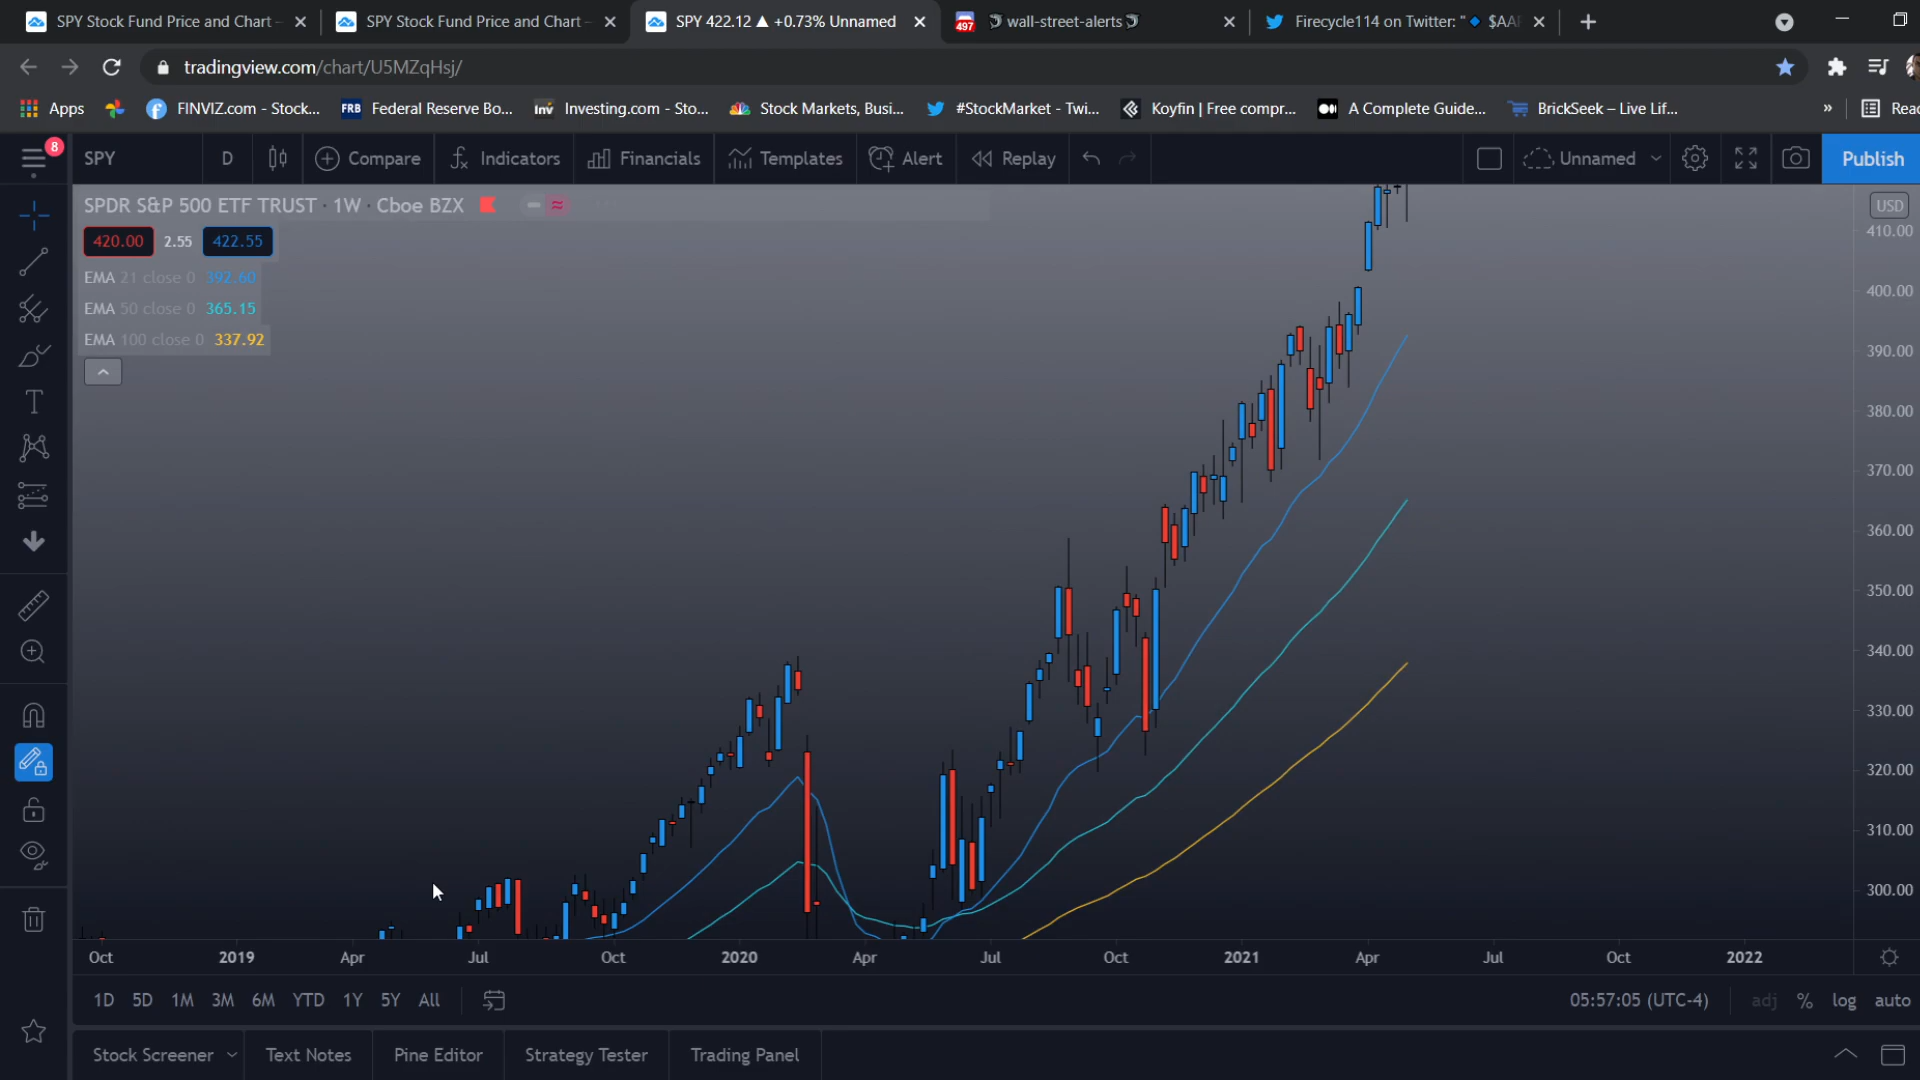 SPY Stock Fund Price and Chart
SPY Stock Fund Price and Chart
SPY 422.12 ▲ +0.73% Unnamed
497 wall-street-alerts
Firecycle114 on Twitter: "🔹 $AA
tradingview.com/chart/U5MZqHsj/
Apps
FINVIZ.com - Stock...
FRB Federal Reserve Bo...
Inv Investing.com - Sto...
Stock Markets, Busi...
#StockMarket - Twi...
Koyfin | Free compr...
A Complete Guide...
BrickSeek – Live Lif...
»
Reac
8
SPY D Compare Indicators Financials Templates Alert Replay Unnamed Publish
SPDR S&P 500 ETF TRUST · 1W · Cboe BZX
USD
420.00 2.55 422.55
EMA 21 close 0 392.60
EMA 50 close 0 365.15
EMA 100 close 0 337.92
410.00
400.00
390.00
380.00
370.00
360.00
350.00
340.00
330.00
320.00
310.00
300.00
Oct 2019 Apr Jul Oct 2020 Apr Jul Oct 2021 Apr Jul Oct 2022
1D 5D 1M 3M 6M YTD 1Y 5Y All 05:57:05 (UTC-4) adj % log auto
Stock Screener Text Notes Pine Editor Strategy Tester Trading Panel